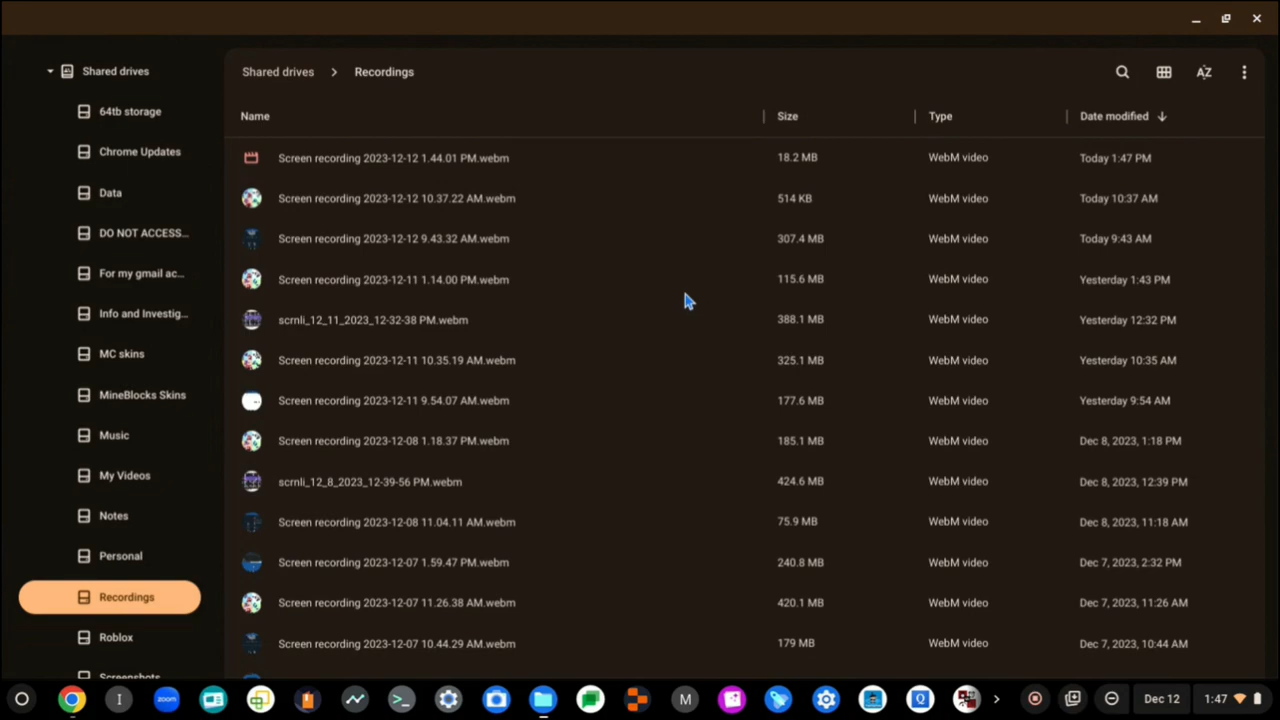 Shared drives
64tb storage
Chrome Updates
Data
DO NOT ACCESS...
For my gmail ac...
Info and Investig...
MC skins
MineBlocks Skins
Music
My Videos
Notes
Personal
Recordings
Roblox
Screenshots
Shared drives > Recordings
AZ
Name Size Type Date modified
Screen recording 2023-12-12 1.44.01 PM.webm 18.2 MB WebM video Today 1:47 PM
Screen recording 2023-12-12 10.37.22 AM.webm 514 KB WebM video Today 10:37 AM
Screen recording 2023-12-12 9.43.32 AM.webm 307.4 MB WebM video Today 9:43 AM
Screen recording 2023-12-11 1.14.00 PM.webm 115.6 MB WebM video Yesterday 1:43 PM
scrnli_12_11_2023_12-32-38 PM.webm 388.1 MB WebM video Yesterday 12:32 PM
Screen recording 2023-12-11 10.35.19 AM.webm 325.1 MB WebM video Yesterday 10:35 AM
Screen recording 2023-12-11 9.54.07 AM.webm 177.6 MB WebM video Yesterday 9:54 AM
Screen recording 2023-12-08 1.18.37 PM.webm 185.1 MB WebM video Dec 8, 2023, 1:18 PM
scrnli_12_8_2023_12-39-56 PM.webm 424.6 MB WebM video Dec 8, 2023, 12:39 PM
Screen recording 2023-12-08 11.04.11 AM.webm 75.9 MB WebM video Dec 8, 2023, 11:18 AM
Screen recording 2023-12-07 1.59.47 PM.webm 240.8 MB WebM video Dec 7, 2023, 2:32 PM
Screen recording 2023-12-07 11.26.38 AM.webm 420.1 MB WebM video Dec 7, 2023, 11:26 AM
Screen recording 2023-12-07 10.44.29 AM.webm 179 MB WebM video Dec 7, 2023, 10:44 AM
I zoom M Q Dec 12 1:47